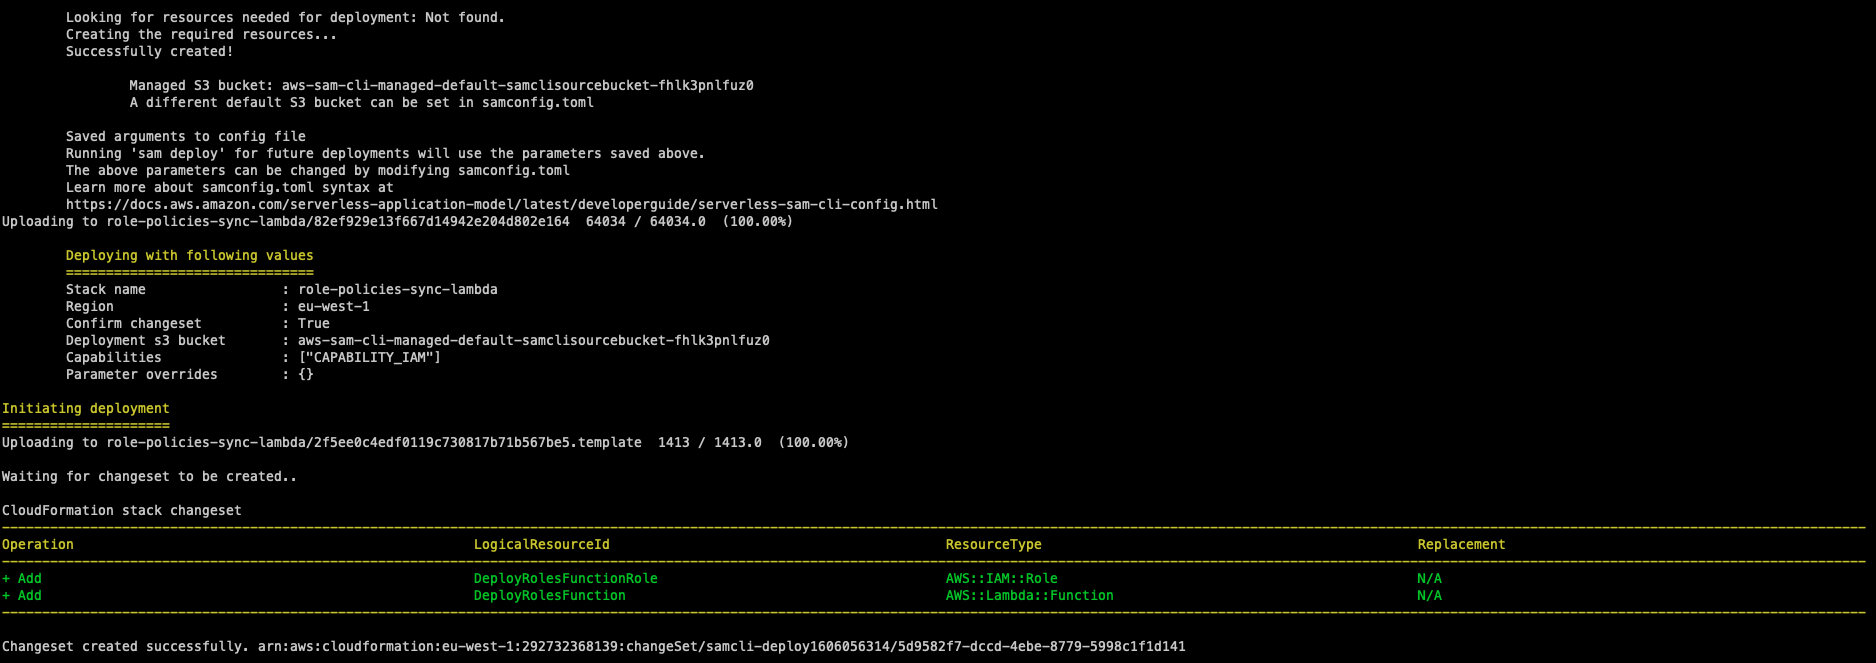 Looking for resources needed for deployment: Not found.
Creating the required resources...
Successfully created!
Managed S3 bucket: aws-sam-cli-managed-default-samclisourcebucket-fhlk3pnlfuz0
A different default S3 bucket can be set in samconfig.toml
Saved arguments to config file
Running 'sam deploy' for future deployments will use the parameters saved above.
The above parameters can be changed by modifying samconfig.toml
Learn more about samconfig.toml syntax at
https://docs.aws.amazon.com/serverless-application-model/latest/developerguide/serverless-sam-cli-config.html
Uploading to role-policies-sync-lambda/82ef929e13f667d14942e204d802e164  64034 / 64034.0  (100.00%)
Deploying with following values
===============================
Stack name                 : role-policies-sync-lambda
Region                     : eu-west-1
Confirm changeset          : True
Deployment s3 bucket       : aws-sam-cli-managed-default-samclisourcebucket-fhlk3pnlfuz0
Capabilities               : ["CAPABILITY_IAM"]
Parameter overrides        : {}
Initiating deployment
=====================
Uploading to role-policies-sync-lambda/2f5ee0c4edf0119c730817b71b567be5.template  1413 / 1413.0  (100.00%)
Waiting for changeset to be created..
CloudFormation stack changeset
Operation LogicalResourceId ResourceType Replacement
+ Add DeployRolesFunctionRole AWS::IAM::Role N/A
+ Add DeployRolesFunction AWS::Lambda::Function N/A
Changeset created successfully. arn:aws:cloudformation:eu-west-1:292732368139:changeSet/samcli-deploy1606056314/5d9582f7-dccd-4ebe-8779-5998c1f1d141